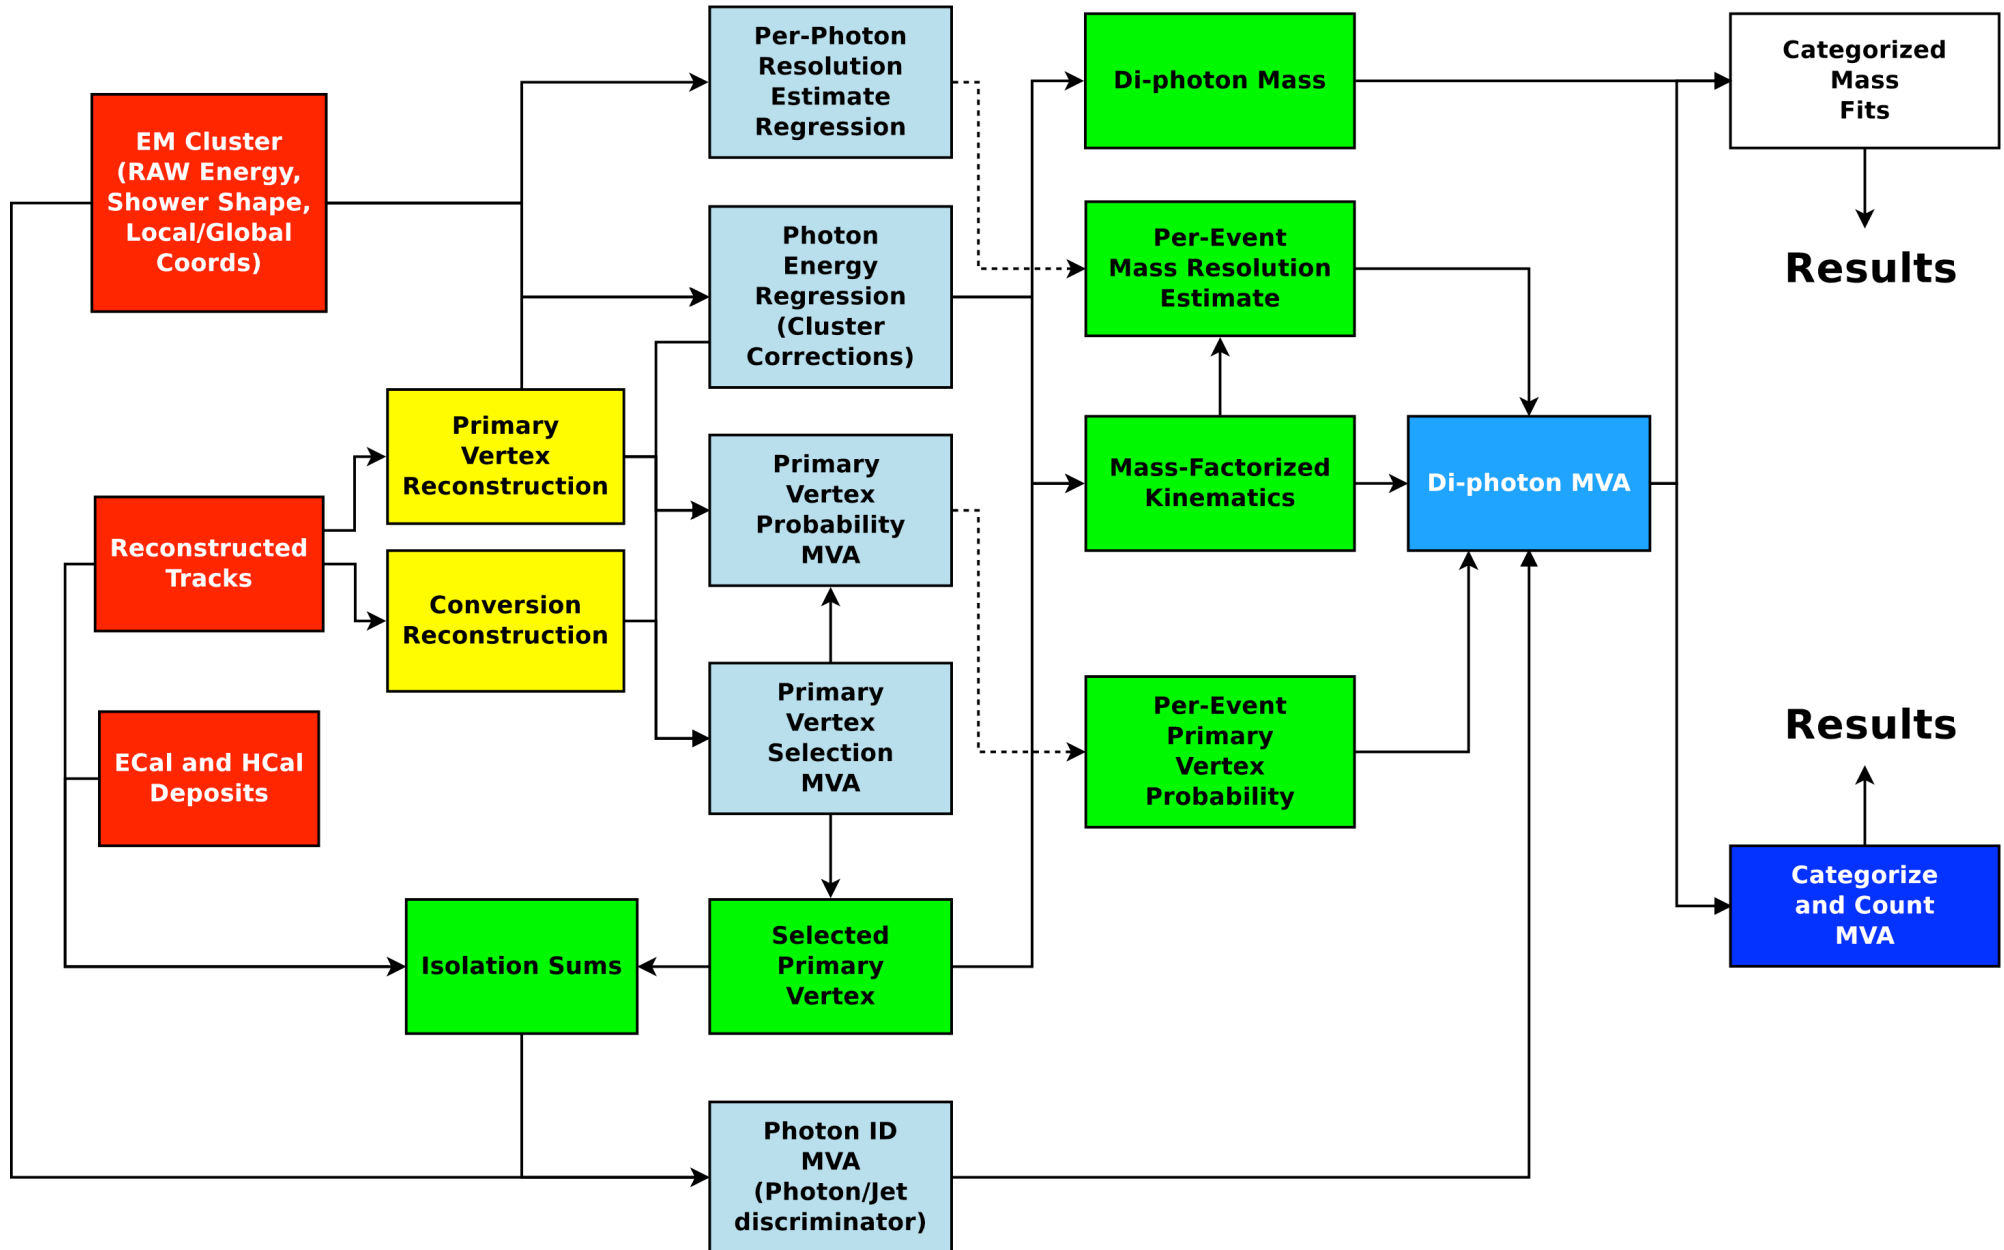 Per-Photon
Resolution
Estimate
Regression
Di-photon Mass
Categorized
Mass
Fits
EM Cluster
(RAW Energy,
Shower Shape,
Local/Global
Coords)
Photon
Energy
Regression
(Cluster
Corrections)
Per-Event
Mass Resolution
Estimate
Results
Primary
Vertex
Reconstruction
Primary
Vertex
Probability
MVA
Mass-Factorized
Kinematics
Di-photon MVA
Reconstructed
Tracks
Conversion
Reconstruction
Primary
Vertex
Selection
MVA
Per-Event
Primary
Vertex
Probability
Results
ECal and HCal
Deposits
Categorize
and Count
MVA
Isolation Sums
Selected
Primary
Vertex
Photon ID
MVA
(Photon/Jet
discriminator)